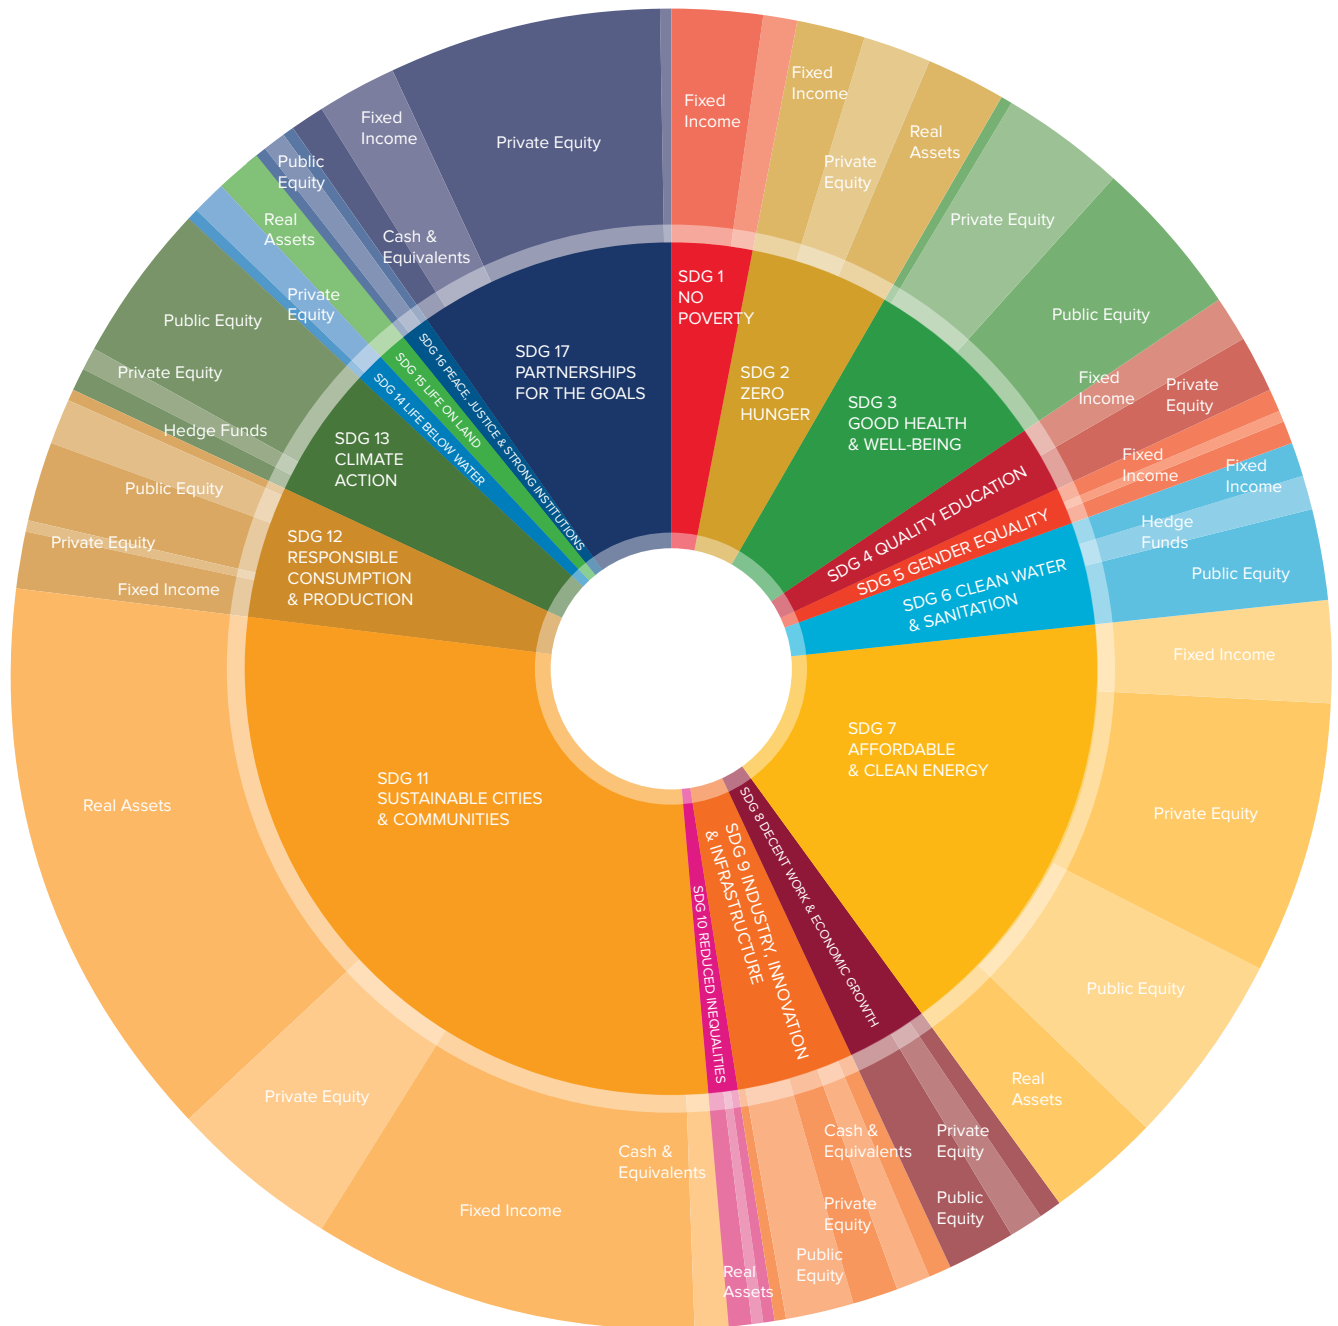 SDG 1
NO
POVERTY
Fixed
Income
SDG 2
ZERO
HUNGER
Fixed
Income
Private
Equity
Real
Assets
SDG 3
GOOD HEALTH
& WELL-BEING
Private Equity
Public Equity
SDG 4 QUALITY EDUCATION
Fixed
Income
Private
Equity
SDG 5 GENDER EQUALITY
Fixed
Income
SDG 6 CLEAN WATER
& SANITATION
Fixed
Income
Hedge
Funds
Public Equity
SDG 7
AFFORDABLE
& CLEAN ENERGY
Fixed Income
Private Equity
Public Equity
Real
Assets
SDG 8 DECENT WORK & ECONOMIC GROWTH
Private
Equity
Public
Equity
SDG 9 INDUSTRY, INNOVATION
& INFRASTRUCTURE
Cash &
Equivalents
Private
Equity
Public
Equity
SDG 10 REDUCED INEQUALITIES
Real
Assets
SDG 11
SUSTAINABLE CITIES
& COMMUNITIES
Cash &
Equivalents
Fixed Income
Private Equity
Real Assets
SDG 12
RESPONSIBLE
CONSUMPTION
& PRODUCTION
Fixed Income
Private Equity
Public Equity
SDG 13
CLIMATE
ACTION
Hedge Funds
Private Equity
Public Equity
SDG 14 LIFE BELOW WATER
Private
Equity
SDG 15 LIFE ON LAND
Real
Assets
SDG 16 PEACE, JUSTICE & STRONG INSTITUTIONS
Public
Equity
SDG 17
PARTNERSHIPS
FOR THE GOALS
Cash &
Equivalents
Fixed
Income
Private Equity